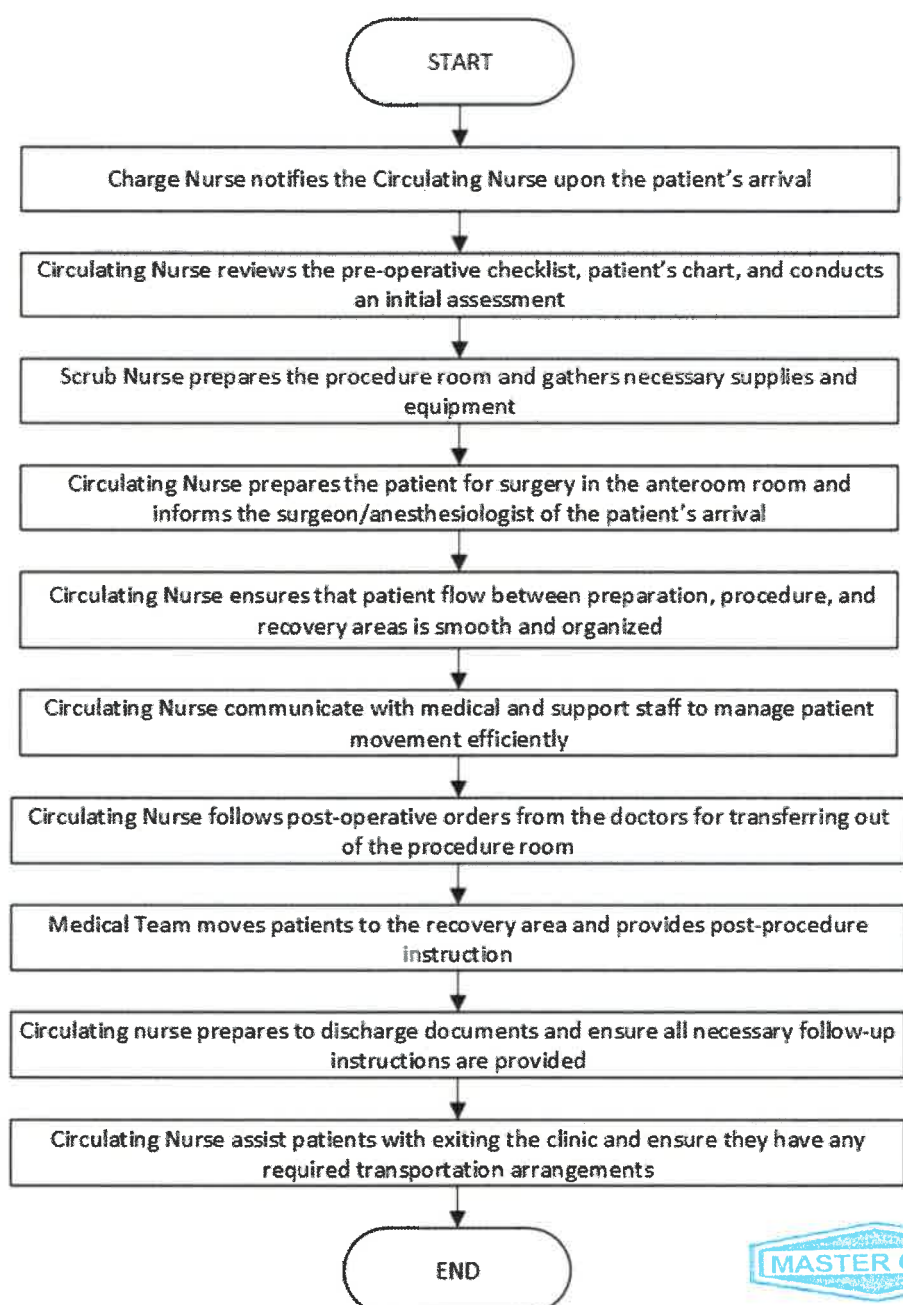 START
Charge Nurse notifies the Circulating Nurse upon the patient's arrival
Circulating Nurse reviews the pre-operative checklist, patient's chart, and conducts
an initial assessment
Scrub Nurse prepares the procedure room and gathers necessary supplies and
equipment
Circulating Nurse prepares the patient for surgery in the anteroom room and
informs the surgeon/anesthesiologist of the patient's arrival
Circulating Nurse ensures that patient flow between preparation, procedure, and
recovery areas is smooth and organized
Circulating Nurse communicate with medical and support staff to manage patient
movement efficiently
Circulating Nurse follows post-operative orders from the doctors for transferring out
of the procedure room
Medical Team moves patients to the recovery area and provides post-procedure
instruction
Circulating nurse prepares to discharge documents and ensure all necessary follow-up
instructions are provided
Circulating Nurse assist patients with exiting the clinic and ensure they have any
required transportation arrangements
END
MASTER